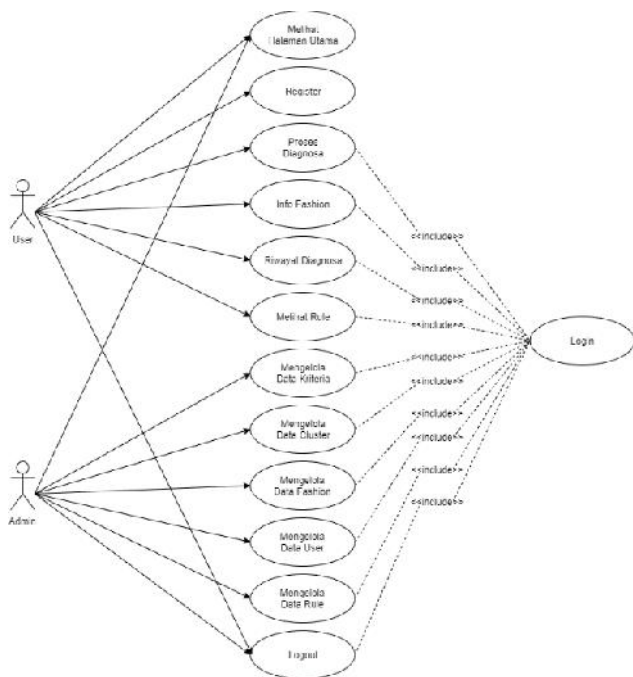 Melihat
Halaman Utama
Register
Proses
Diagnosa
Info Fashion
Riwayat Diagnosa
Melihat Rule
Mengelola
Data Kriteria
Mengelola
Data Cluster
Mengelola
Data Fashion
Mengelola
Data User
Mengelola
Data Rule
Logout
User
Admin
<<include>>
<<include>>
<<include>>
<<include>>
<<include>>
<<include>>
<<include>>
<<include>>
<<include>>
<<include>>
Login